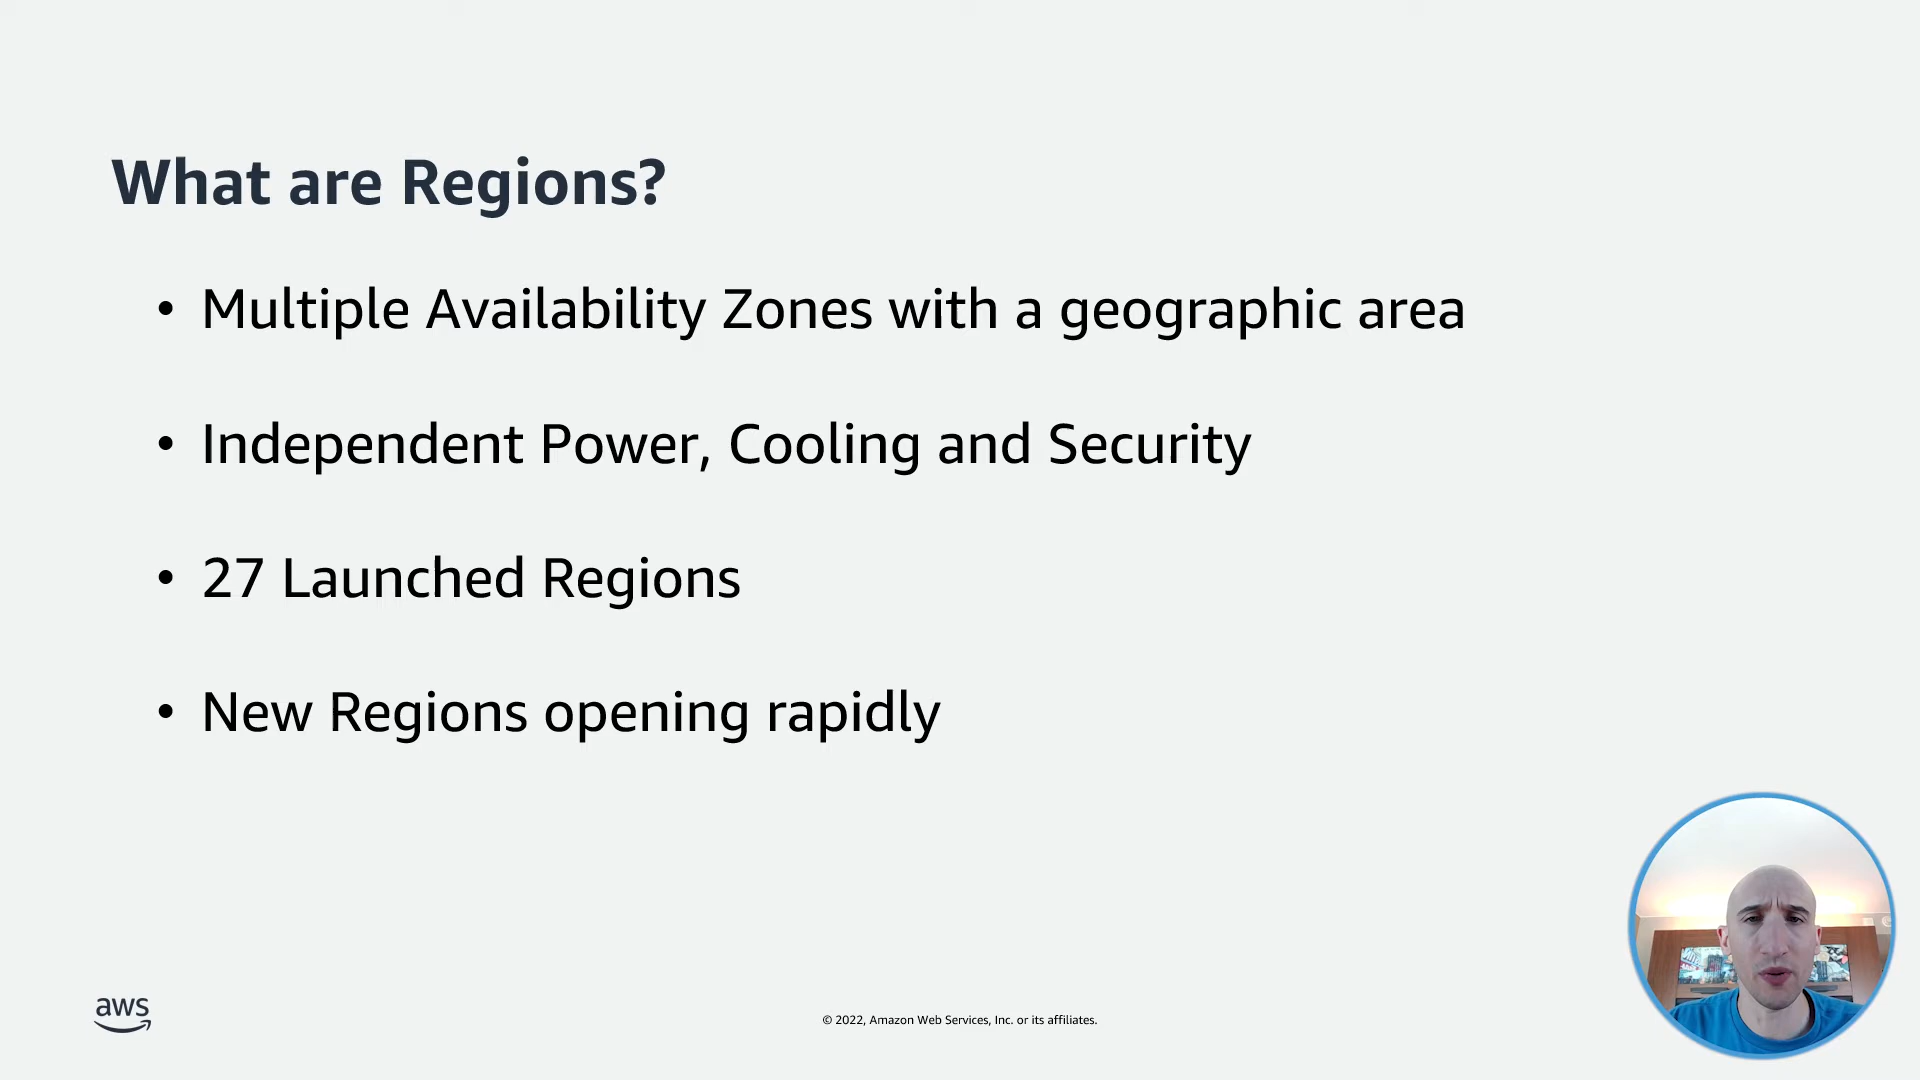 What are Regions?
• Multiple Availability Zones with a geographic area
• Independent Power, Cooling and Security
• 27 Launched Regions
• New Regions opening rapidly
aws
© 2022, Amazon Web Services, Inc. or its affiliates.